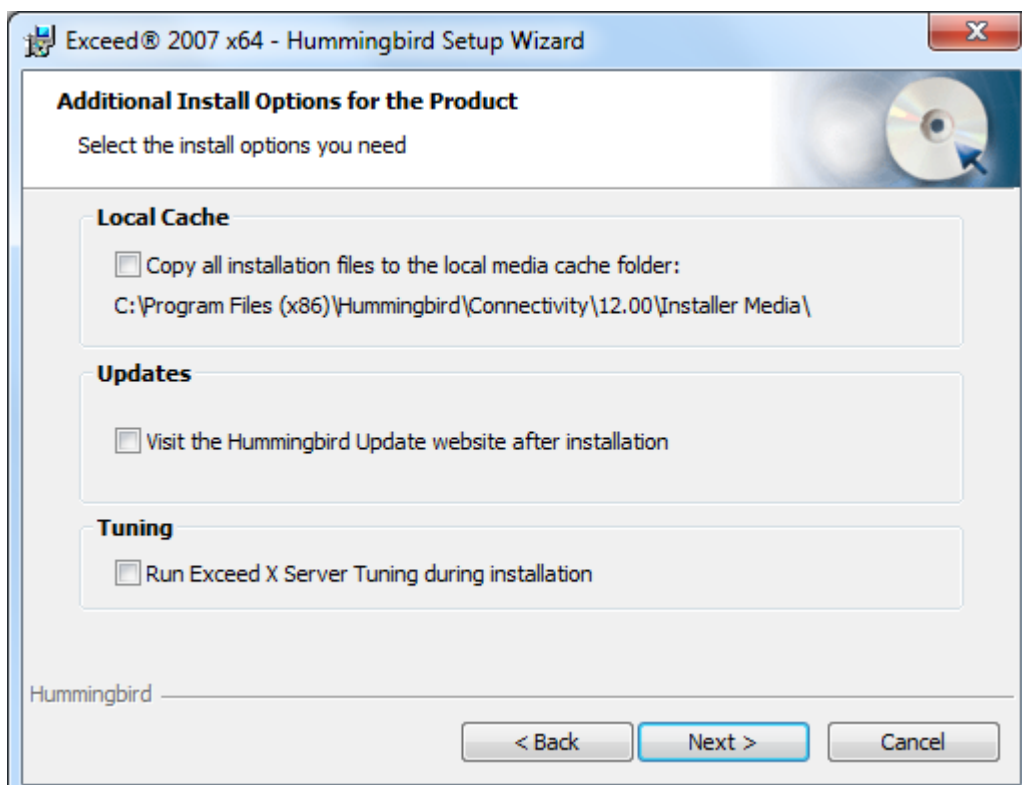 Exceed® 2007 x64 - Hummingbird Setup Wizard
Additional Install Options for the Product
Select the install options you need
Local Cache
Copy all installation files to the local media cache folder:
C:\Program Files (x86)\Hummingbird\Connectivity\12.00\Installer Media\
Updates
Visit the Hummingbird Update website after installation
Tuning
Run Exceed X Server Tuning during installation
Hummingbird
< Back Next > Cancel